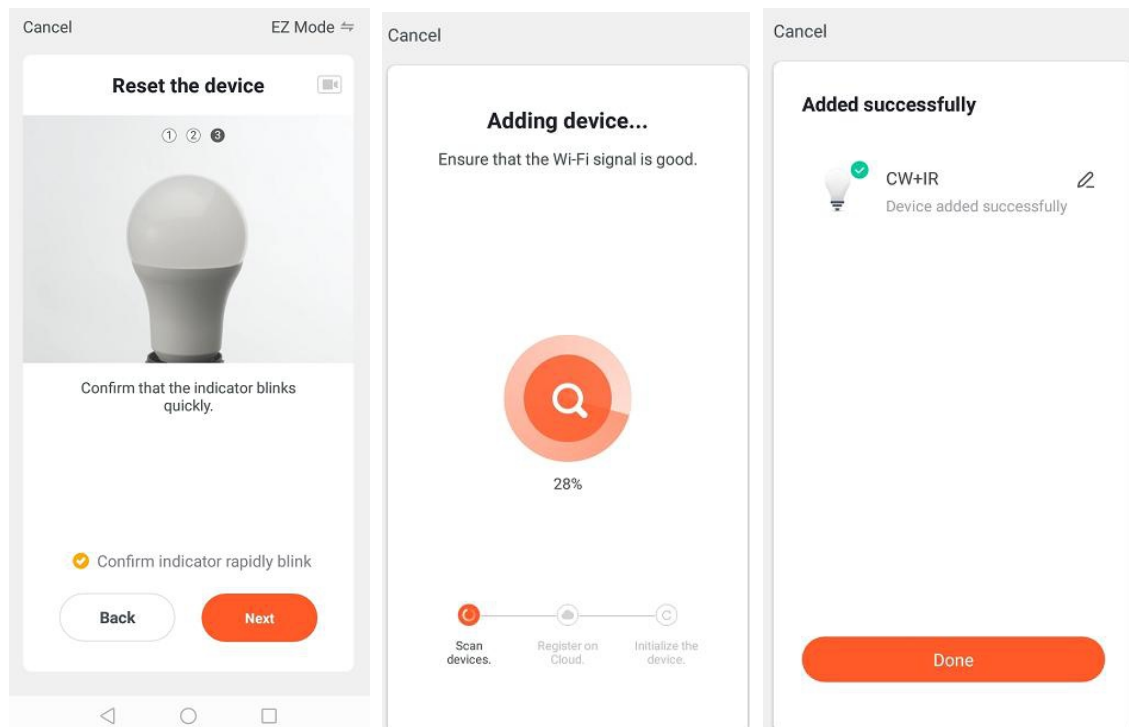 Cancel
EZ Mode
Reset the device
1 2 3
Confirm that the indicator blinks
quickly.
Confirm indicator rapidly blink
Back
Next
Cancel
Adding device...
Ensure that the Wi-Fi signal is good.
28%
Scan
devices.
Register on
Cloud.
Initialize the
device.
Cancel
Added successfully
CW+IR
Device added successfully
Done